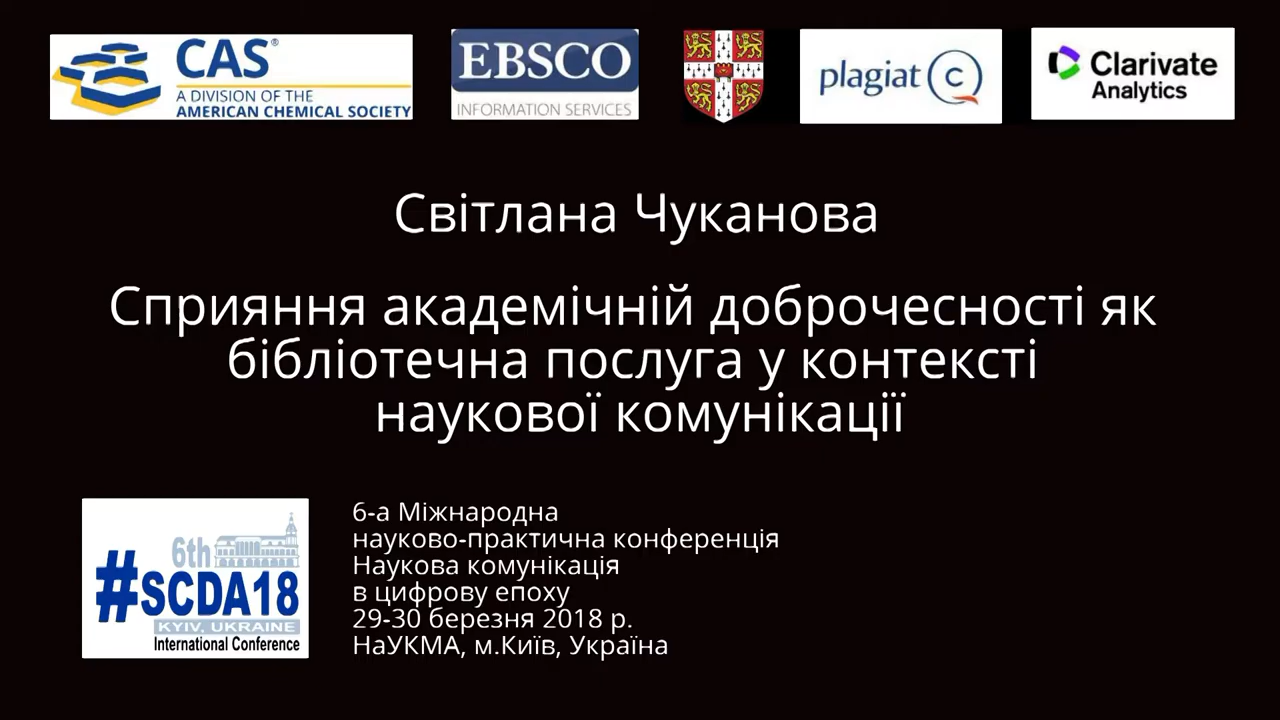 CAS®
A DIVISION OF THE
AMERICAN CHEMICAL SOCIETY
EBSCO
INFORMATION SERVICES
plagiat c
Clarivate
Analytics
Світлана Чуканова
Сприяння академічній доброчесності як
бібліотечна послуга у контексті
наукової комунікації
6th
#SCDA18
KYIV, UKRAINE
International Conference
6-а Міжнародна
науково-практична конференція
Наукова комунікація
в цифрову епоху
29-30 березня 2018 р.
НаУКМА, м.Київ, Україна